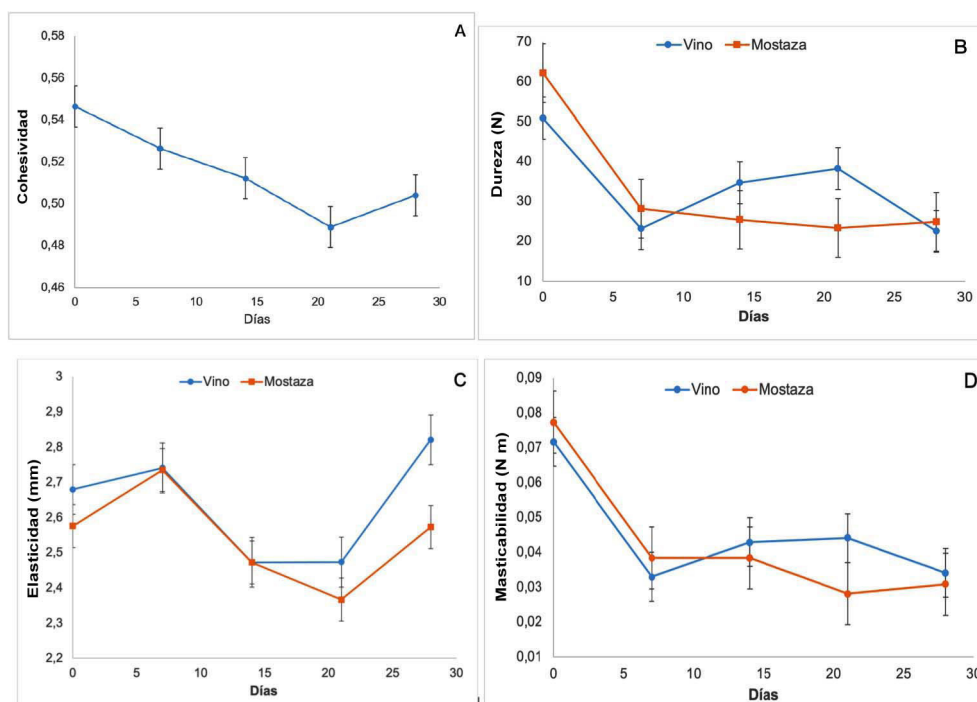 A
0,58
0,56
0,54
0,52
0,50
0,48
0,46
Cohesividad
0 5 10 15 20 25 30
Días
Vino Mostaza
B
70
60
50
40
30
20
10
Dureza (N)
0 5 10 15 20 25 30
Días
Vino Mostaza
C
3
2,9
2,8
2,7
2,6
2,5
2,4
2,3
2,2
Elasticidad (mm)
0 5 10 15 20 25 30
Días
Vino Mostaza
D
0,09
0,08
0,07
0,06
0,05
0,04
0,03
0,02
0,01
Masticabilidad (N m)
0 5 10 15 20 25 30
Días